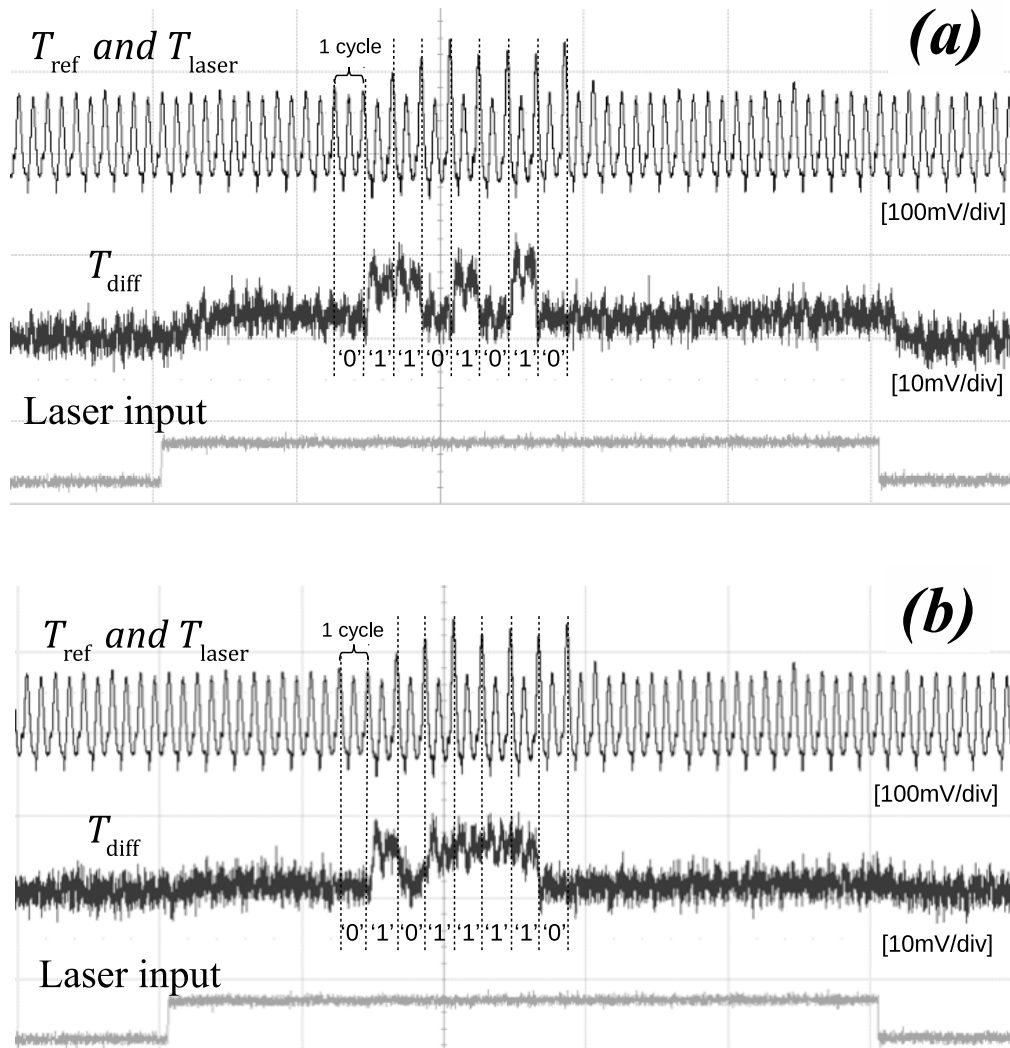 (a)
T_ref and T_laser
1 cycle
[100mV/div]
T_diff
‘0’ ‘1’ ‘1’ ‘0’ ‘1’ ‘0’ ‘1’ ‘0’
[10mV/div]
Laser input
(b)
T_ref and T_laser
1 cycle
[100mV/div]
T_diff
‘0’ ‘1’ ‘0’ ‘1’ ‘1’ ‘1’ ‘1’ ‘0’
[10mV/div]
Laser input